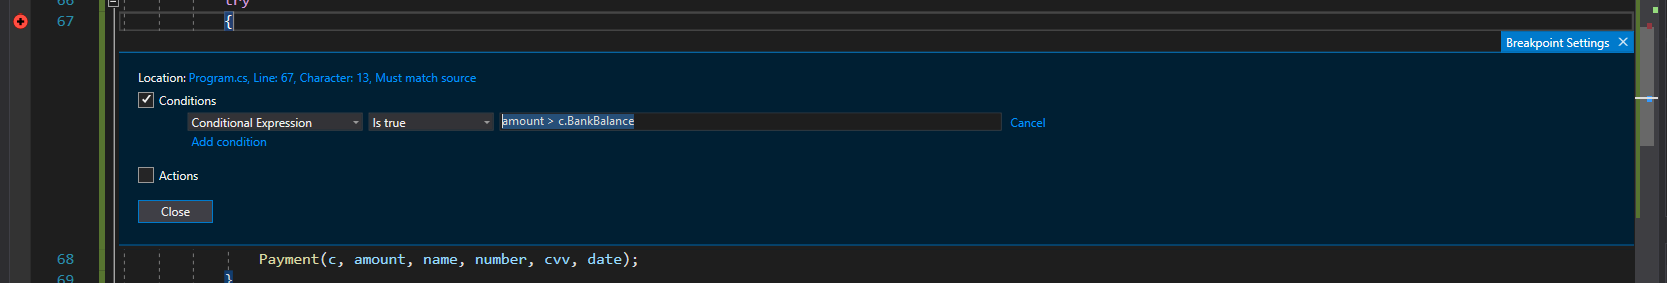 66 try
67 {
Breakpoint Settings
Location: Program.cs, Line: 67, Character: 13, Must match source
Conditions
Conditional Expression Is true amount > c.BankBalance Cancel
Add condition
Actions
Close
68 Payment(c, amount, name, number, cvv, date);
69 }